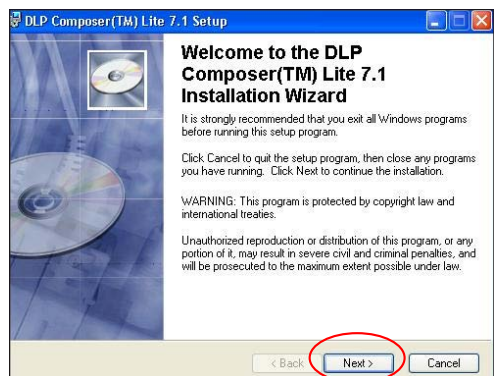 DLP Composer(TM) Lite 7.1 Setup
Welcome to the DLP
Composer(TM) Lite 7.1
Installation Wizard
It is strongly recommended that you exit all Windows programs
before running this setup program.
Click Cancel to quit the setup program, then close any programs
you have running. Click Next to continue the installation.
WARNING: This program is protected by copyright law and
international treaties.
Unauthorized reproduction or distribution of this program, or any
portion of it, may result in severe civil and criminal penalties, and
will be prosecuted to the maximum extent possible under law.
< Back Next > Cancel